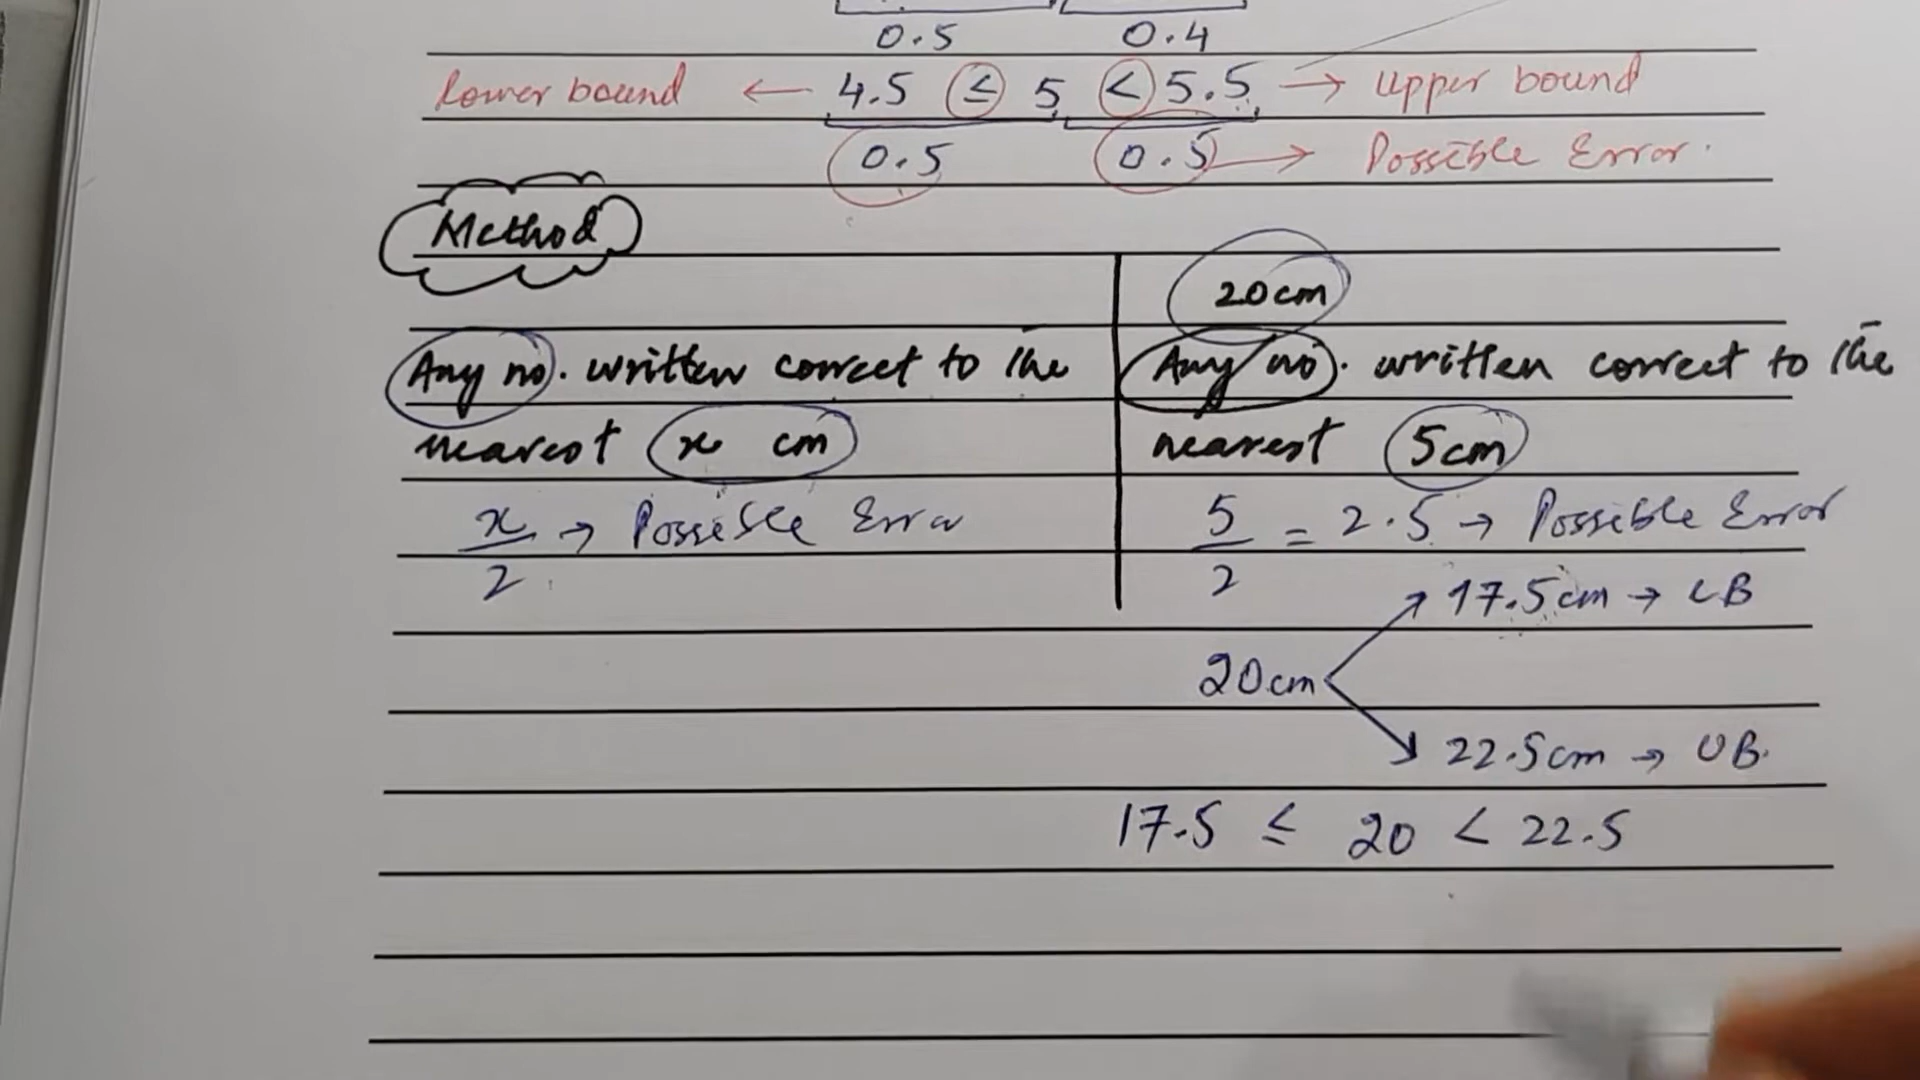 0.5 0.4
Lower bound ← 4.5 ≤ 5 < 5.5 → Upper bound
0.5 0.5 → Possible Error.
Method
20cm
Any no. written correct to the
nearest x cm
x/2 → Possible Error
Any no. written correct to the
nearest 5cm
5/2 = 2.5 → Possible Error
17.5cm → LB
20cm
22.5cm → UB.
17.5 ≤ 20 < 22.5